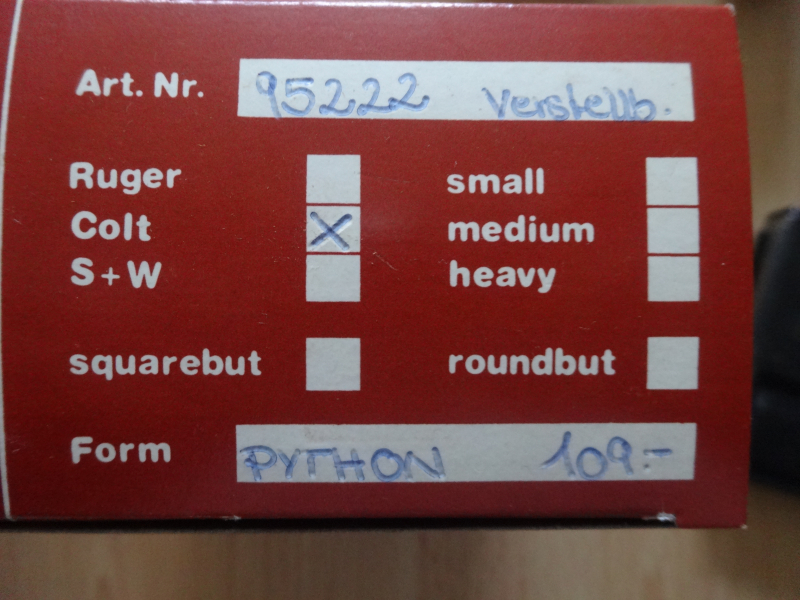 Art. Nr. 95222 Verstellb.
Ruger small
Colt X medium
S+W heavy
squarebut roundbut
Form PYTHON 109.-